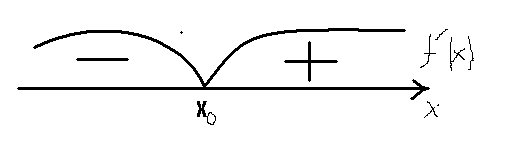 − + f'(x)
x₀ x